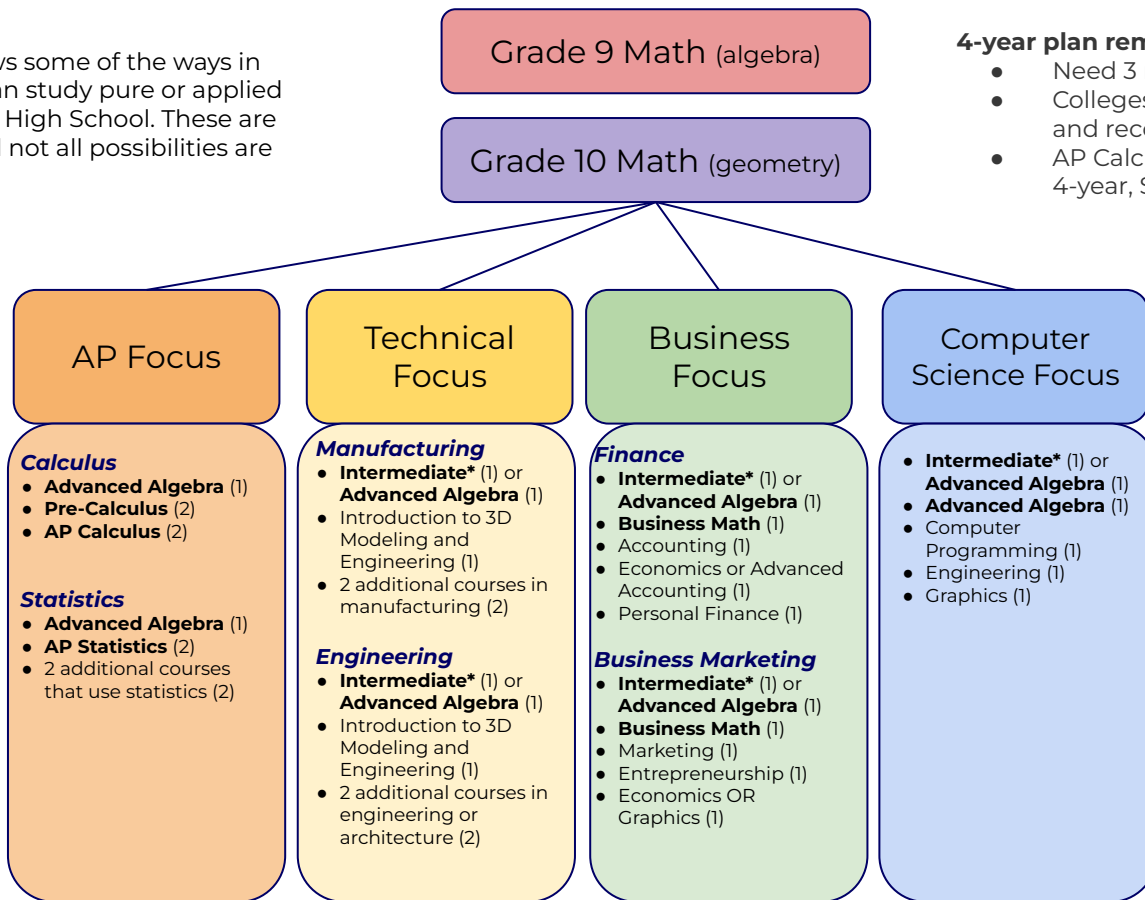 Grade 9 Math (algebra)
ws some of the ways in
an study pure or applied
High School. These are
not all possibilities are
4-year plan rem
● Need 3
● Colleges
and reco
● AP Calc
4-year, S
Grade 10 Math (geometry)
AP Focus
Calculus
● Advanced Algebra (1)
● Pre-Calculus (2)
● AP Calculus (2)
Statistics
● Advanced Algebra (1)
● AP Statistics (2)
● 2 additional courses
that use statistics (2)
Technical
Focus
Manufacturing
● Intermediate* (1) or
Advanced Algebra (1)
● Introduction to 3D
Modeling and
Engineering (1)
● 2 additional courses in
manufacturing (2)
Engineering
● Intermediate* (1) or
Advanced Algebra (1)
● Introduction to 3D
Modeling and
Engineering (1)
● 2 additional courses in
engineering or
architecture (2)
Business
Focus
Finance
● Intermediate* (1) or
Advanced Algebra (1)
● Business Math (1)
● Accounting (1)
● Economics or Advanced
Accounting (1)
● Personal Finance (1)
Business Marketing
● Intermediate* (1) or
Advanced Algebra (1)
● Business Math (1)
● Marketing (1)
● Entrepreneurship (1)
● Economics OR
Graphics (1)
Computer
Science Focus
● Intermediate* (1) or
Advanced Algebra (1)
● Advanced Algebra (1)
● Computer
Programming (1)
● Engineering (1)
● Graphics (1)